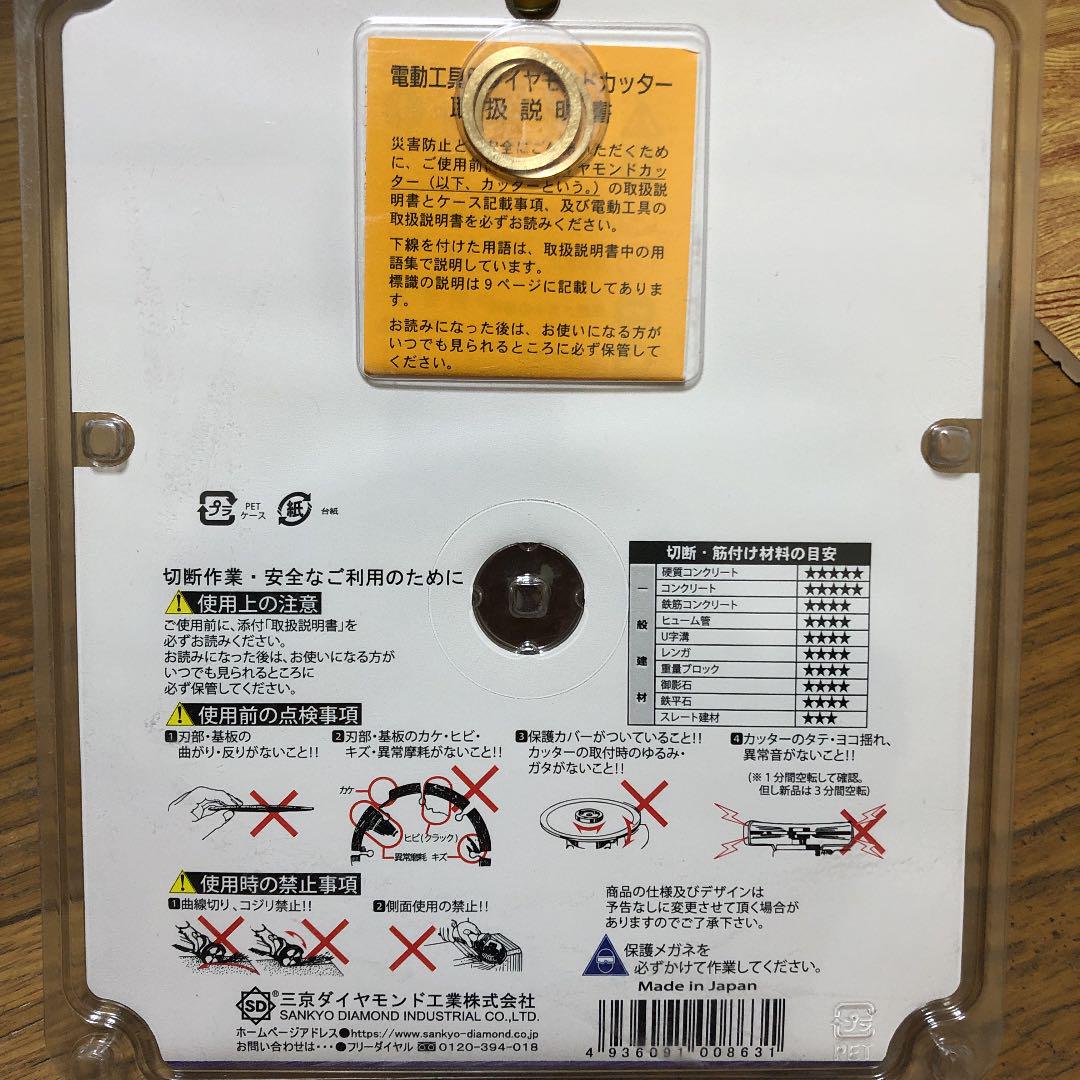 電動工具 ダイヤモンドカッター
取扱説明書
災害防止と 安全にご ただくため
に、ご使用前に ヤモンドカッ
ター（以下、カッターという。）の取扱説
明書とケース記載事項、及び電動工具の
取扱説明書を必ずお読みください。
下線を付けた用語は、取扱説明書中の用
語集で説明しています。
標識の説明は９ページに記載してありま
す。
お読みになった後は、お使いになる方が
いつでも見られるところに必ず保管して
ください。
プラ PET ケース 紙 台紙
切断作業・安全なご利用のために
使用上の注意
ご使用前に、添付「取扱説明書」を
必ずお読みください。
お読みになった後は、お使いになる方が
いつでも見られるところに
必ず保管してください。
切断・筋付け材料の目安
一般建材
硬質コンクリート ★★★★★
コンクリート ★★★★★
鉄筋コンクリート ★★★★
ヒューム管 ★★★★
U字溝 ★★★★
レンガ ★★★★
重量ブロック ★★★★
御影石 ★★★★
鉄平石 ★★★★
スレート建材 ★★★
使用前の点検事項
1 刃部・基板の
曲がり・反りがないこと!!
2 刃部・基板のカケ・ヒビ・
キズ・異常摩耗がないこと!!
カケ
ヒビ(クラック)
異常摩耗 キズ
3 保護カバーがついていること!!
カッターの取付時のゆるみ・
ガタがないこと!!
4 カッターのタテ・ヨコ揺れ、
異常音がないこと!!
(※１分間空転して確認。
但し新品は３分間空転)
使用時の禁止事項
1 曲線切り、コジリ禁止!!
2 側面使用の禁止!!
商品の仕様及びデザインは
予告なしに変更させて頂く場合が
ありますのでご了承下さい。
保護メガネを
必ずかけて作業してください。
Made in Japan
SD ® 三京ダイヤモンド工業株式会社
SANKYO DIAMOND INDUSTRIAL CO.,LTD.
ホームページアドレス●https://www.sankyo-diamond.co.jp
お問い合わせは・・・●フリーダイヤル 0120-394-018
4 936091 008631
プラ
PET